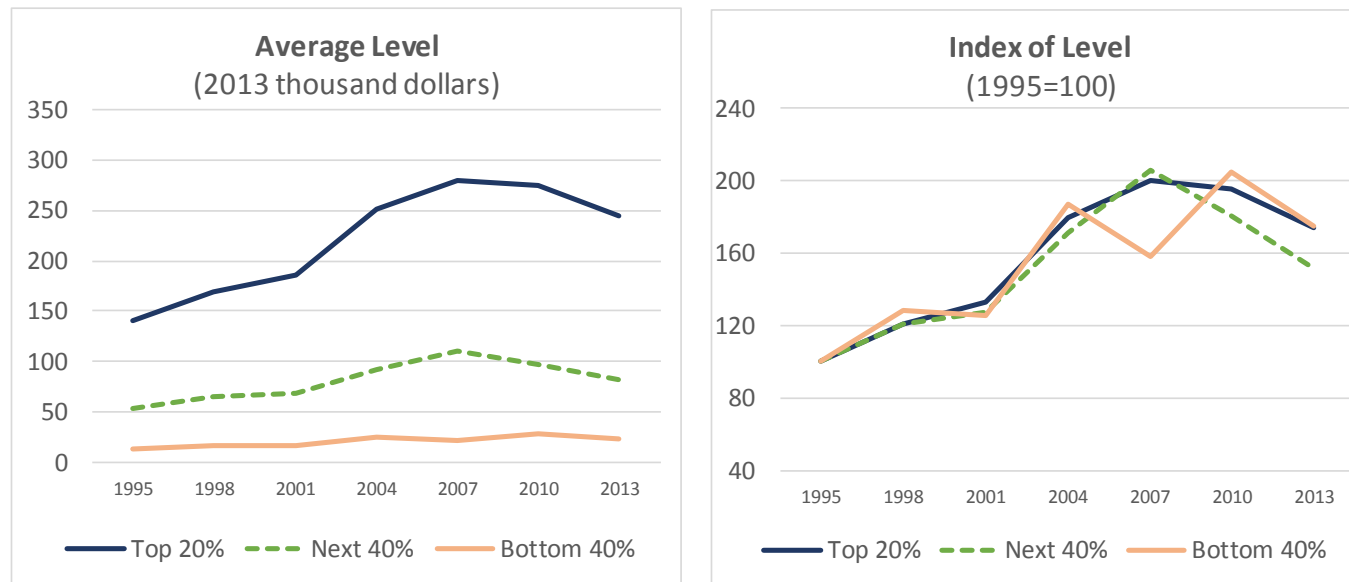 Average Level
(2013 thousand dollars)
350
300
250
200
150
100
50
0
1995 1998 2001 2004 2007 2010 2013
Top 20% Next 40% Bottom 40%
Index of Level
(1995=100)
240
200
160
120
80
40
1995 1998 2001 2004 2007 2010 2013
Top 20% Next 40% Bottom 40%